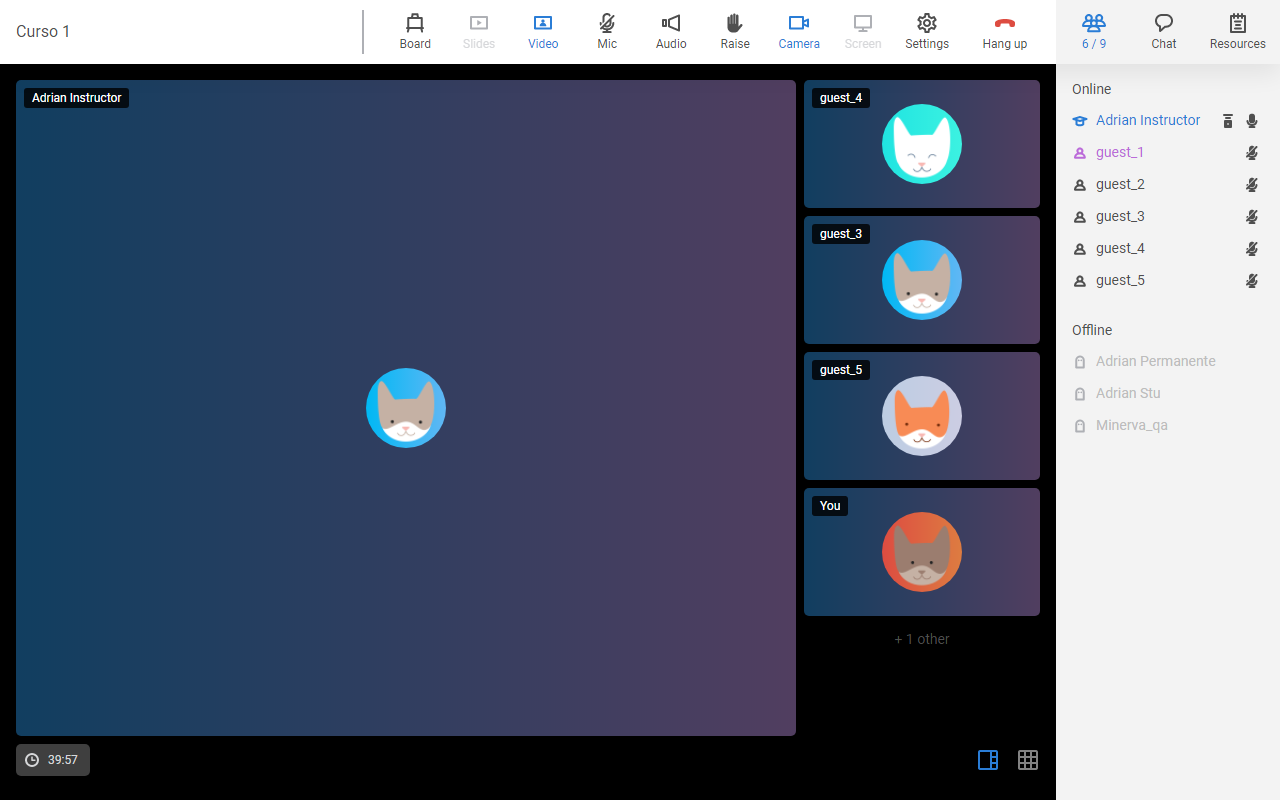 Curso 1
Board
Slides
Video
Mic
Audio
Raise
Camera
Screen
Settings
Hang up
6 / 9
Chat
Resources
Adrian Instructor
guest_4
guest_3
guest_5
You
+ 1 other
39:57
Online
Adrian Instructor
guest_1
guest_2
guest_3
guest_4
guest_5
Offline
Adrian Permanente
Adrian Stu
Minerva_qa